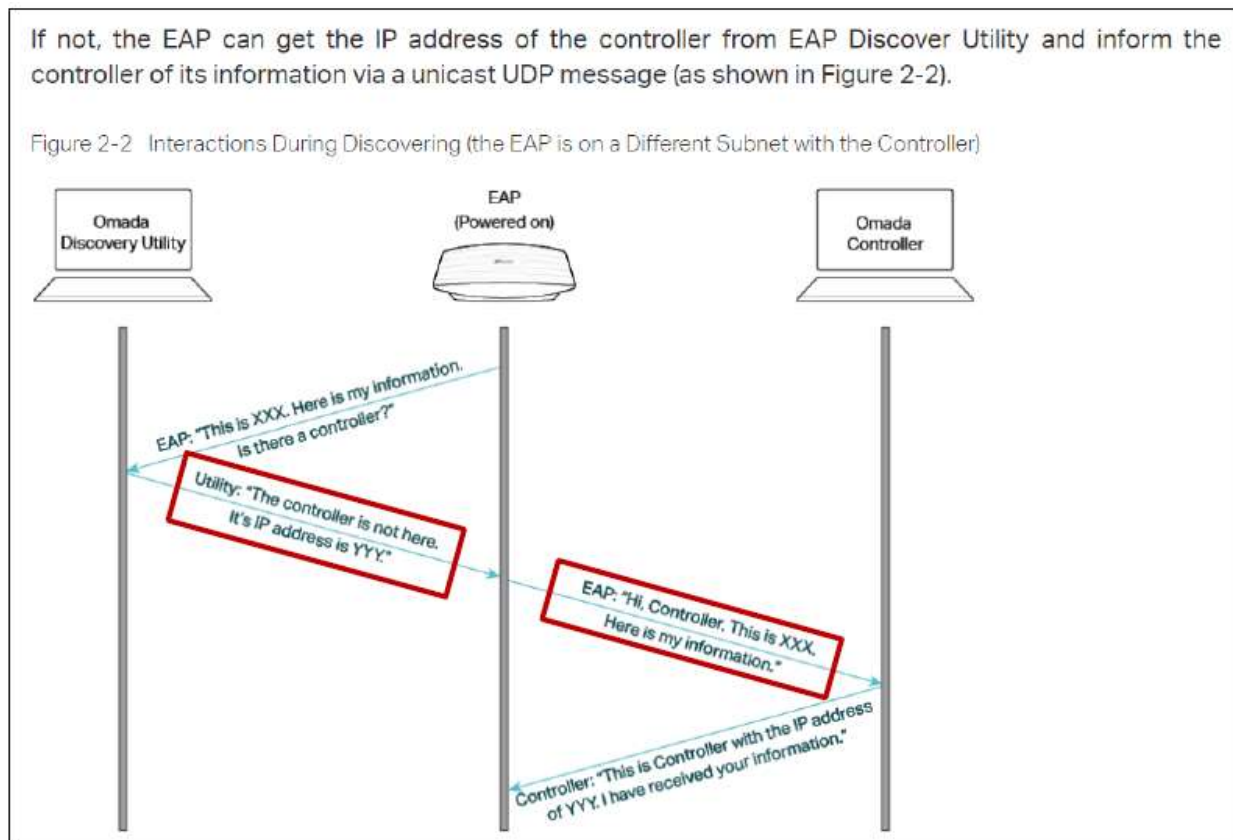 If not, the EAP can get the IP address of the controller from EAP Discover Utility and inform the
controller of its information via a unicast UDP message (as shown in Figure 2-2).
Figure 2-2 Interactions During Discovering (the EAP is on a Different Subnet with the Controller)
Omada
Discovery Utility
EAP
(Powered on)
Omada
Controller
EAP: "This is XXX. Here is my information.
Is there a controller?"
Utility: "The controller is not here.
It's IP address is YYY."
EAP: "Hi, Controller. This is XXX.
Here is my information."
Controller: "This is Controller with the IP address
of YYY. I have received your information."